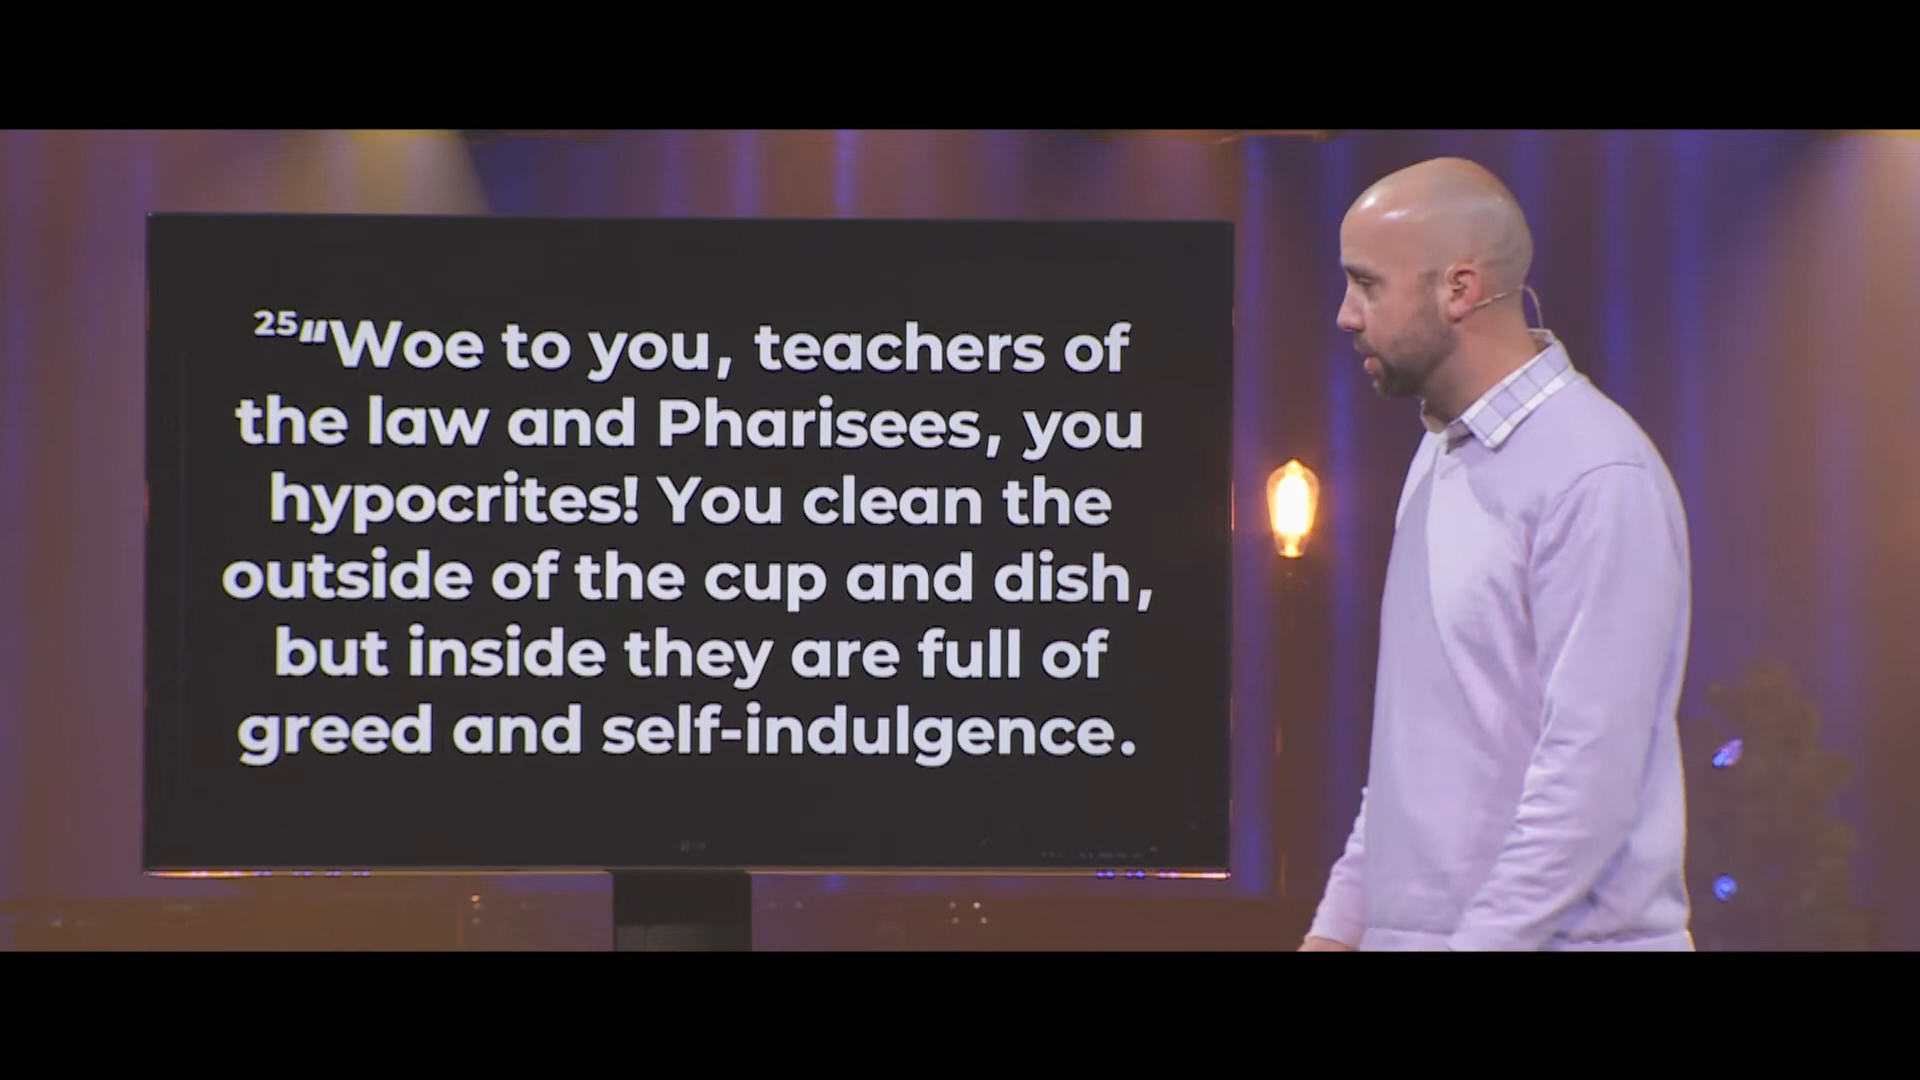 25“Woe to you, teachers of
the law and Pharisees, you
hypocrites! You clean the
outside of the cup and dish,
but inside they are full of
greed and self-indulgence.